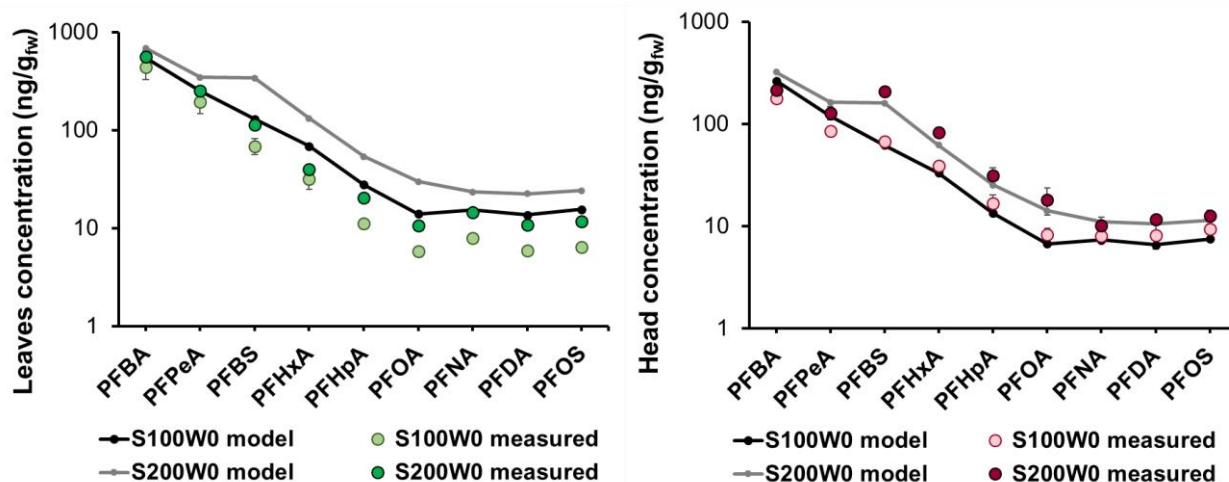 Leaves concentration (ng/gfw)
1000
100
10
1
PFBA
PFPeA
PFBS
PFHxA
PFHpA
PFOA
PFNA
PFDA
PFOS
S100W0 model
S100W0 measured
S200W0 model
S200W0 measured
Head concentration (ng/gfw)
1000
100
10
1
PFBA
PFPeA
PFBS
PFHxA
PFHpA
PFOA
PFNA
PFDA
PFOS
S100W0 model
S100W0 measured
S200W0 model
S200W0 measured